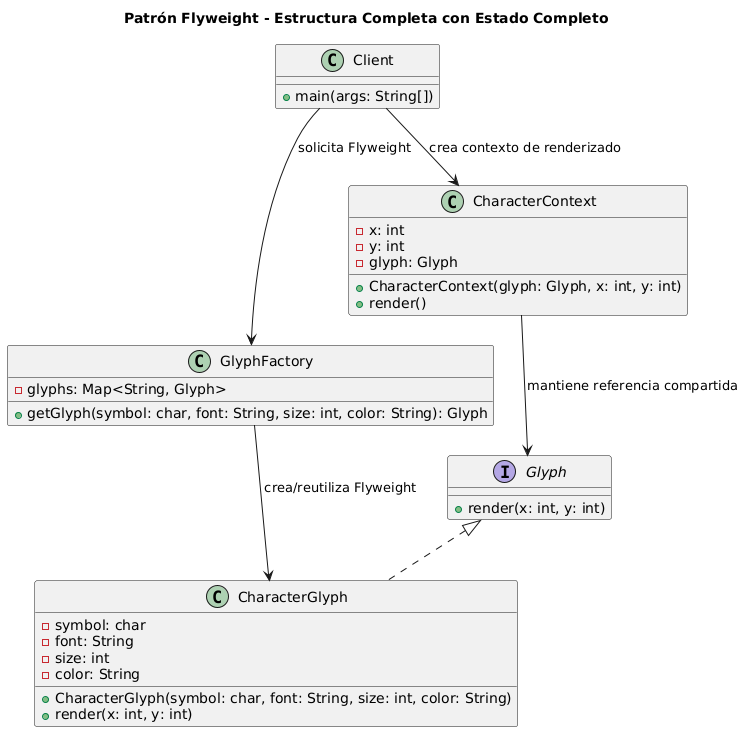 Patrón Flyweight - Estructura Completa con Estado Completo
C Client
main(args: String[])
solicita Flyweight
crea contexto de renderizado
C CharacterContext
x: int
y: int
glyph: Glyph
CharacterContext(glyph: Glyph, x: int, y: int)
render()
C GlyphFactory
glyphs: Map<String, Glyph>
getGlyph(symbol: char, font: String, size: int, color: String): Glyph
mantiene referencia compartida
I Glyph
render(x: int, y: int)
crea/reutiliza Flyweight
C CharacterGlyph
symbol: char
font: String
size: int
color: String
CharacterGlyph(symbol: char, font: String, size: int, color: String)
render(x: int, y: int)